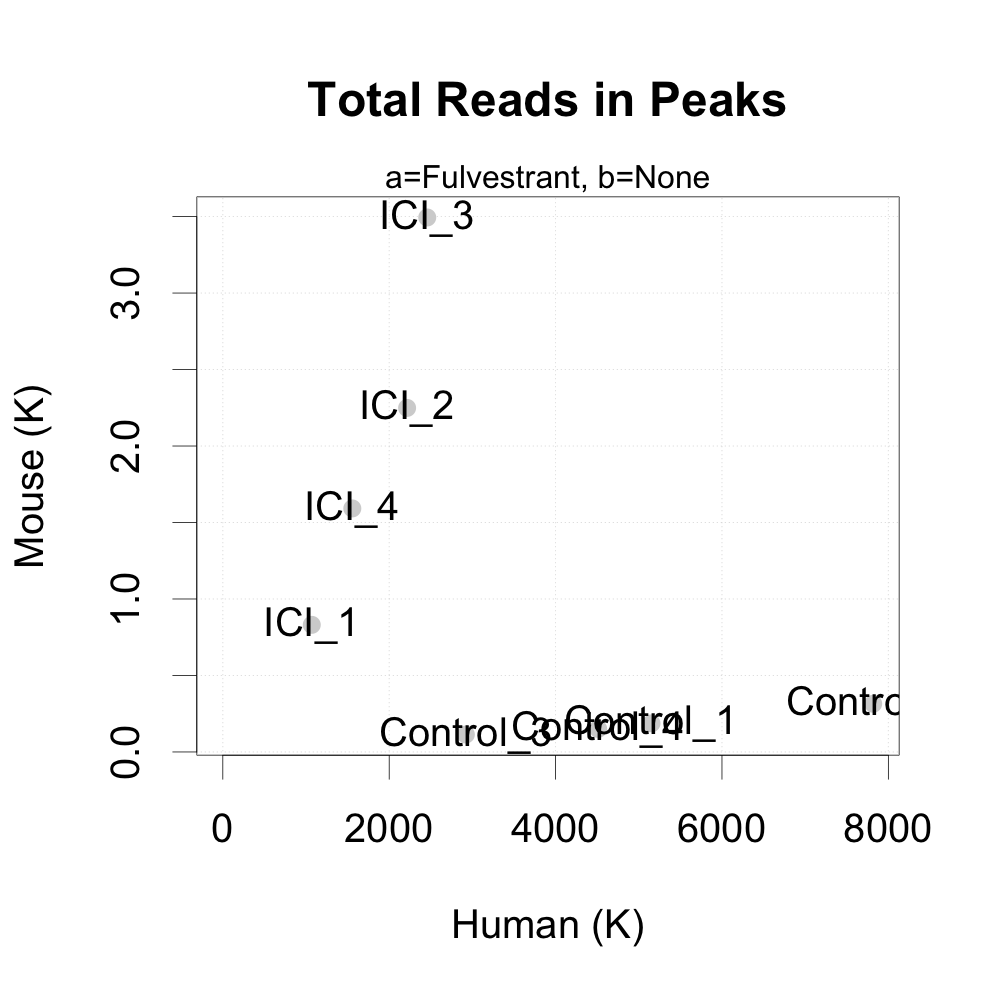 Total Reads in Peaks
a=Fulvestrant, b=None
ICI_3
ICI_2
ICI_4
ICI_1
Control_3
Control_4
Control_1
Contro
Mouse (K)
3.0
2.0
1.0
0.0
0 2000 4000 6000 8000
Human (K)